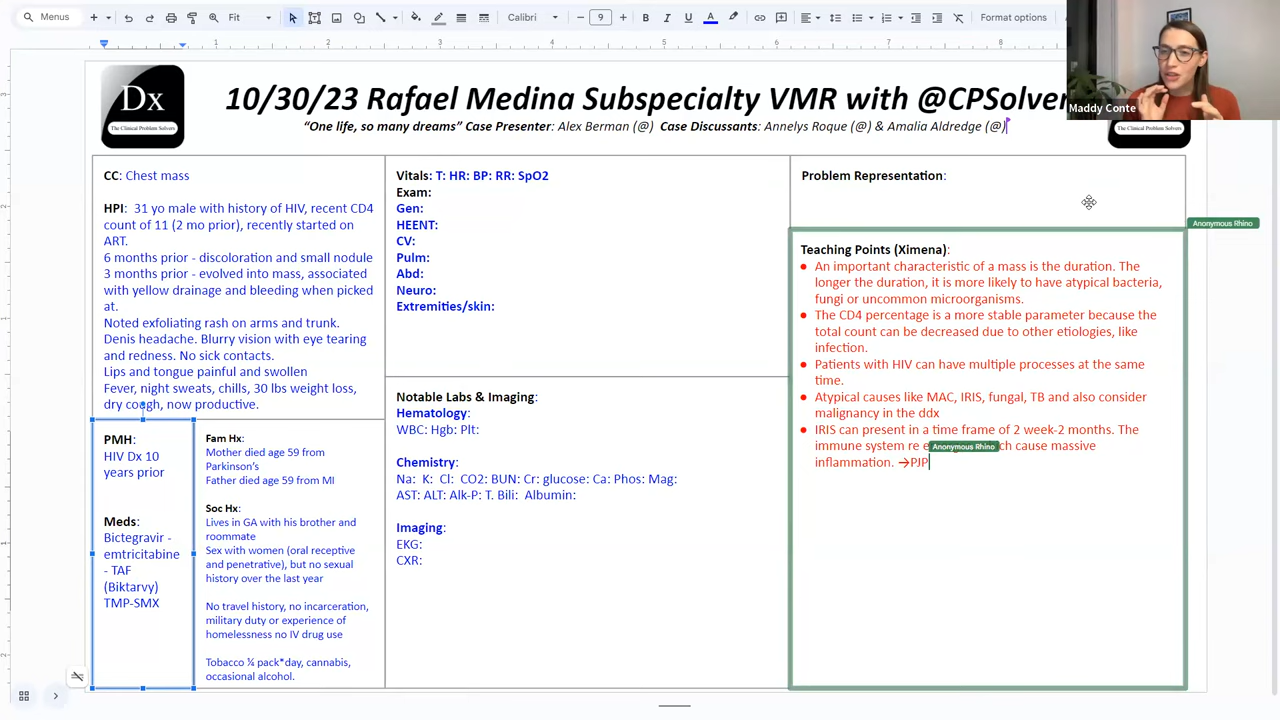 Menus
Fit
Calibri
9
B I U A
Format options
1 2 3 4 5 6 7 8
Maddy Conte
Dx
The Clinical Problem Solvers
10/30/23 Rafael Medina Subspecialty VMR with @CPSolver
“One life, so many dreams” Case Presenter: Alex Berman (@) Case Discussants: Annelys Roque (@) & Amalia Aldredge (@)
The Clinical Problem Solvers
CC: Chest mass
HPI: 31 yo male with history of HIV, recent CD4
count of 11 (2 mo prior), recently started on
ART.
6 months prior - discoloration and small nodule
3 months prior - evolved into mass, associated
with yellow drainage and bleeding when picked
at.
Noted exfoliating rash on arms and trunk.
Denis headache. Blurry vision with eye tearing
and redness. No sick contacts.
Lips and tongue painful and swollen
Fever, night sweats, chills, 30 lbs weight loss,
dry cough, now productive.
PMH:
HIV Dx 10
years prior
Meds:
Bictegravir -
emtricitabine
- TAF
(Biktarvy)
TMP-SMX
Fam Hx:
Mother died age 59 from
Parkinson’s
Father died age 59 from MI
Soc Hx:
Lives in GA with his brother and
roommate
Sex with women (oral receptive
and penetrative), but no sexual
history over the last year
No travel history, no incarceration,
military duty or experience of
homelessness no IV drug use
Tobacco ¼ pack*day, cannabis,
occasional alcohol.
Vitals: T: HR: BP: RR: SpO2
Exam:
Gen:
HEENT:
CV:
Pulm:
Abd:
Neuro:
Extremities/skin:
Notable Labs & Imaging:
Hematology:
WBC: Hgb: Plt:
Chemistry:
Na: K: Cl: CO2: BUN: Cr: glucose: Ca: Phos: Mag:
AST: ALT: Alk-P: T. Bili: Albumin:
Imaging:
EKG:
CXR:
Problem Representation:
Anonymous Rhino
Teaching Points (Ximena):
An important characteristic of a mass is the duration. The
longer the duration, it is more likely to have atypical bacteria,
fungi or uncommon microorganisms.
The CD4 percentage is a more stable parameter because the
total count can be decreased due to other etiologies, like
infection.
Patients with HIV can have multiple processes at the same
time.
Atypical causes like MAC, IRIS, fungal, TB and also consider
malignancy in the ddx
IRIS can present in a time frame of 2 week-2 months. The
immune system re e Anonymous Rhino ch cause massive
inflammation. →PJP